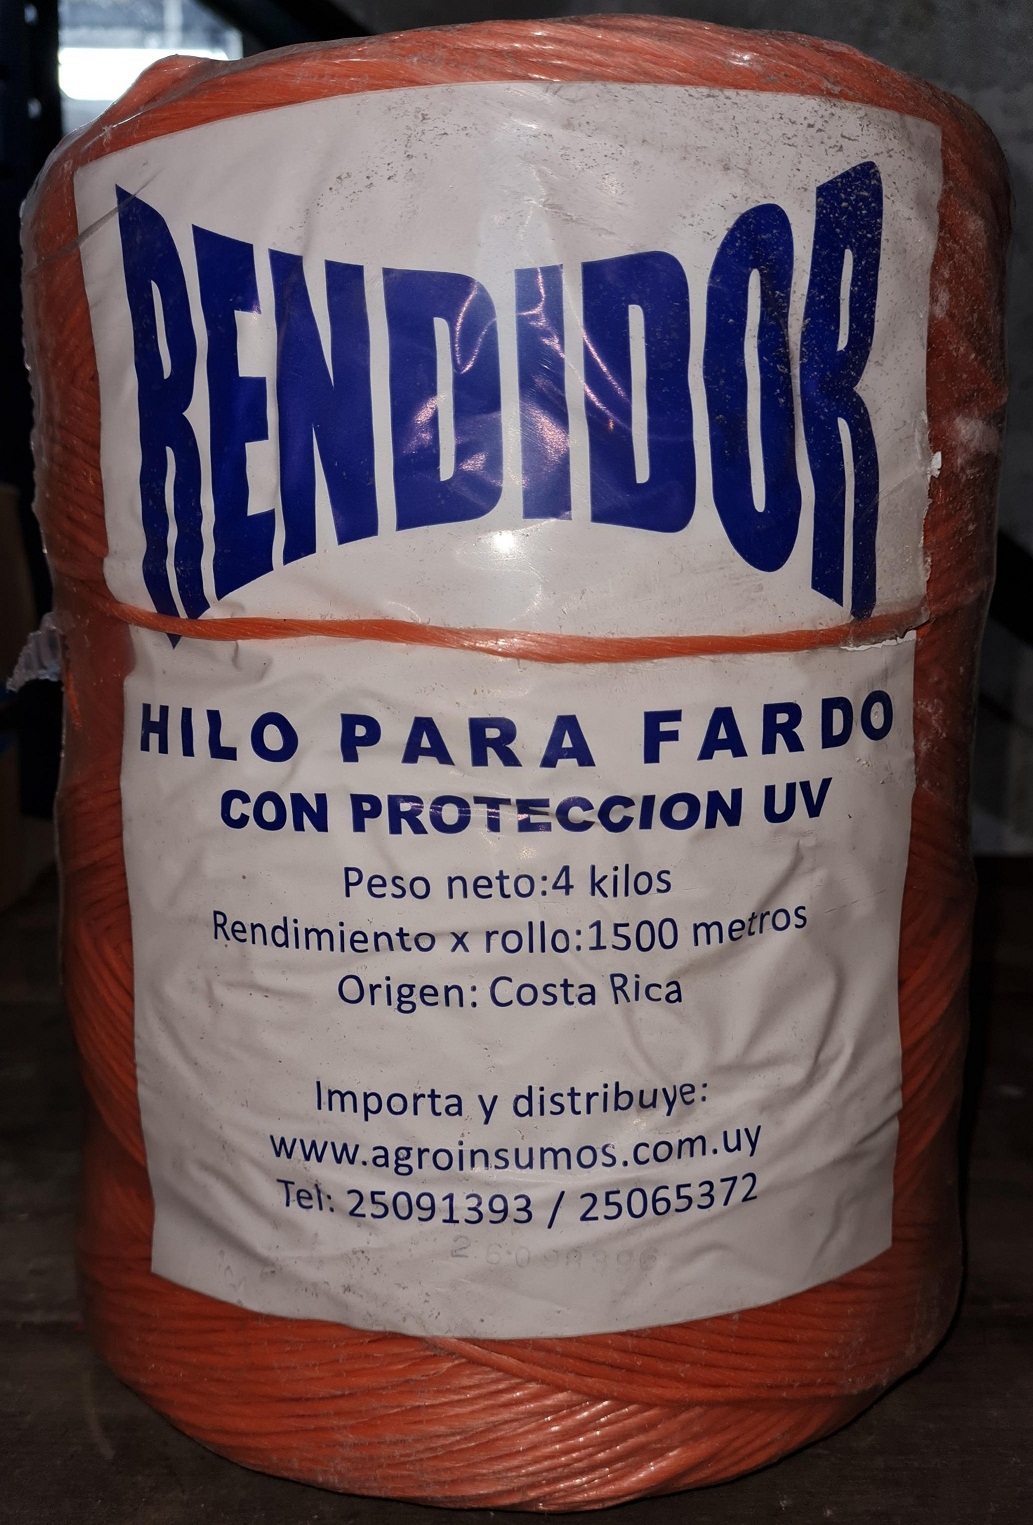 RENDIDOR
HILO PARA FARDO
CON PROTECCION UV
Peso neto:4 kilos
Rendimiento x rollo:1500 metros
Origen: Costa Rica
Importa y distribuye:
www.agroinsumos.com.uy
Tel: 25091393 / 25065372